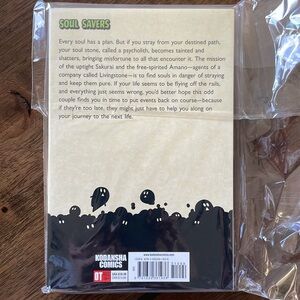 SOUL SAVERS
Every soul has a plan. But if you stray from your destined path,
your soul stone, called a psycholith, becomes tainted and
shatters, bringing misfortune to all that encounter it. The mission
of the uptight Sakurai and the free-spirited Amano—agents of a
company called Livingstone—is to find souls in danger of straying
and keep them pure. If your life seems to be flying off the rails,
and everything just seems wrong, you'd better hope this odd
couple finds you in time to put events back on course—because
if they're too late, they might just have to help you along on
your journey to the next life.
www.kodanshacomics.com
KODANSHA
COMICS
OT